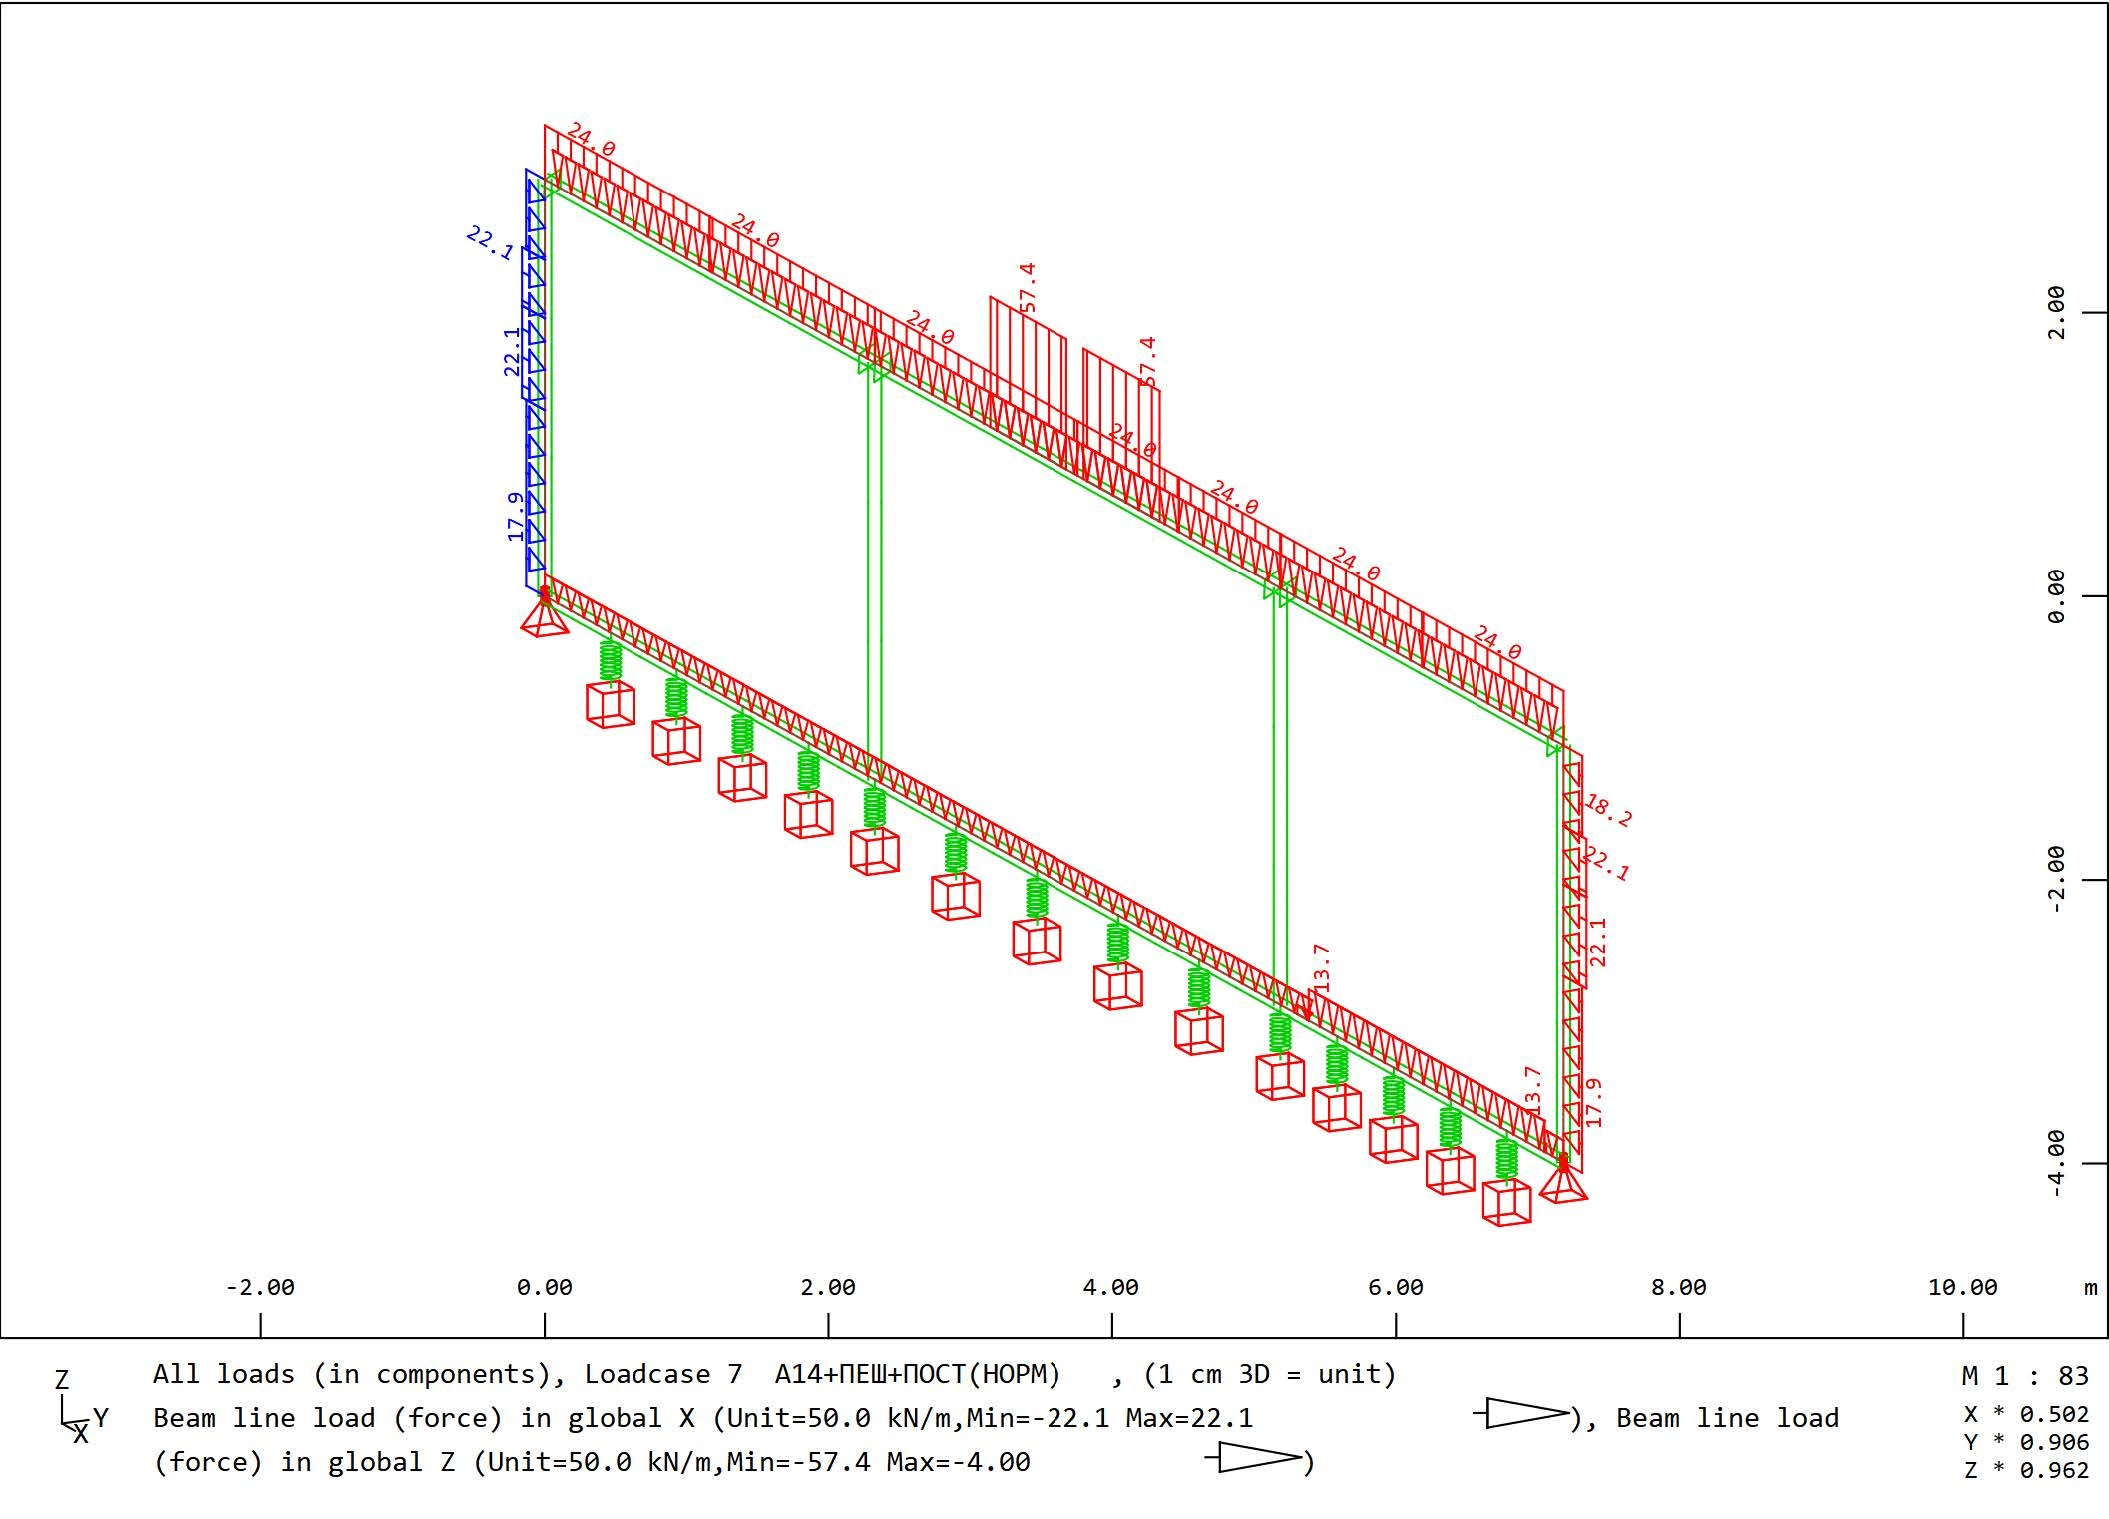 24.0
24.0
22.1
57.4
24.0
2.00
22.1
57.4
24.0
24.0
17.9
24.0
0.00
24.0
18.2
22.1
-2.00
22.1
13.7
13.7
17.9
-4.00
-2.00 0.00 2.00 4.00 6.00 8.00 10.00 m
Z
Y
X
All loads (in components), Loadcase 7 А14+ПЕШ+ПОСТ(НОРМ) , (1 cm 3D = unit)
Beam line load (force) in global X (Unit=50.0 kN/m,Min=-22.1 Max=22.1 ), Beam line load
(force) in global Z (Unit=50.0 kN/m,Min=-57.4 Max=-4.00 )
M 1 : 83
X * 0.502
Y * 0.906
Z * 0.962